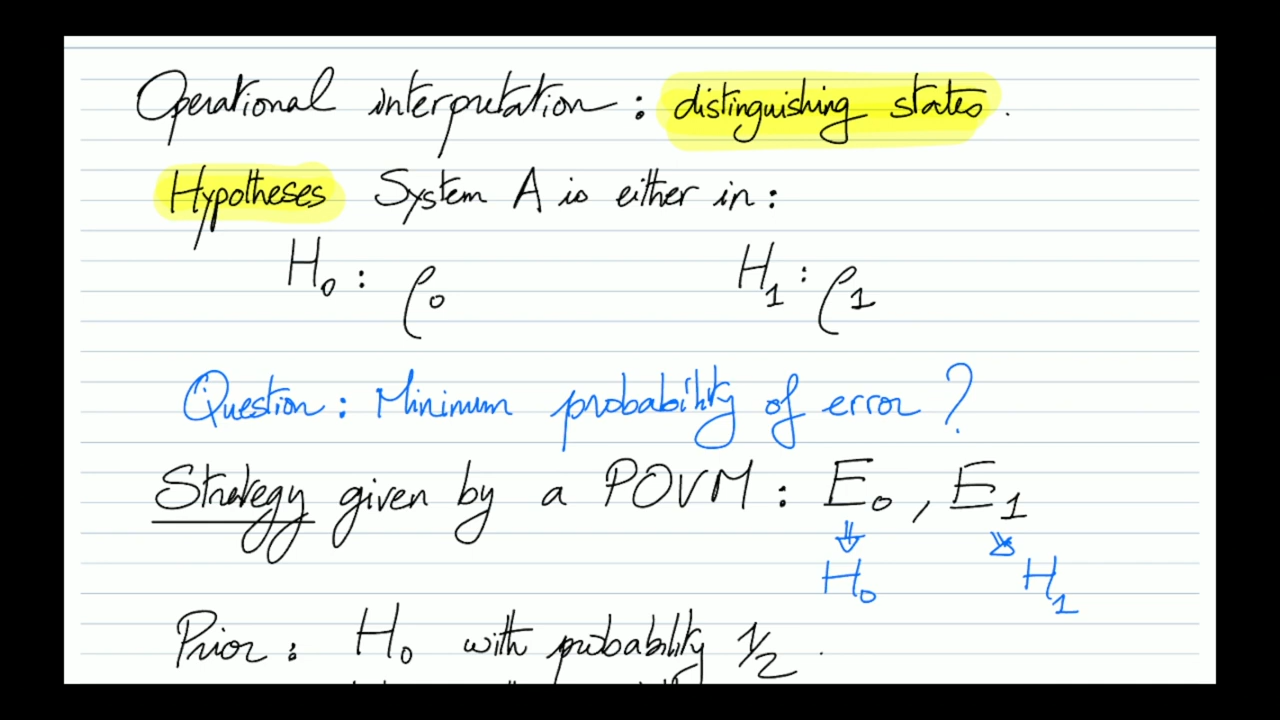 Operational interpretation : distinguishing states .
Hypotheses System A is either in :
H₀ : ρ₀ H₁ : ρ₁
Question : Minimum probability of error ?
Strategy given by a POVM : E₀ , E₁
⇓ ⇘
H₀ H₁
Prior : H₀ with probability 1/2 .